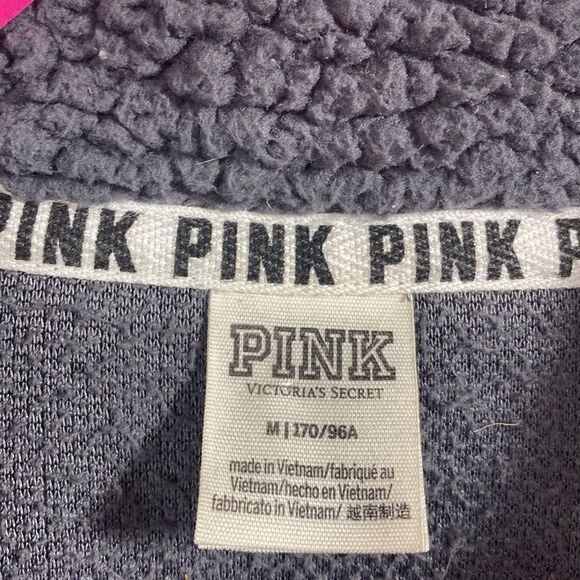 PINK PINK PINK PINK
PINK
VICTORIA'S SECRET
M | 170/96A
made in Vietnam/fabriqué au
Vietnam/hecho en Vietnam/
fabbricato in Vietnam/ 越南制造